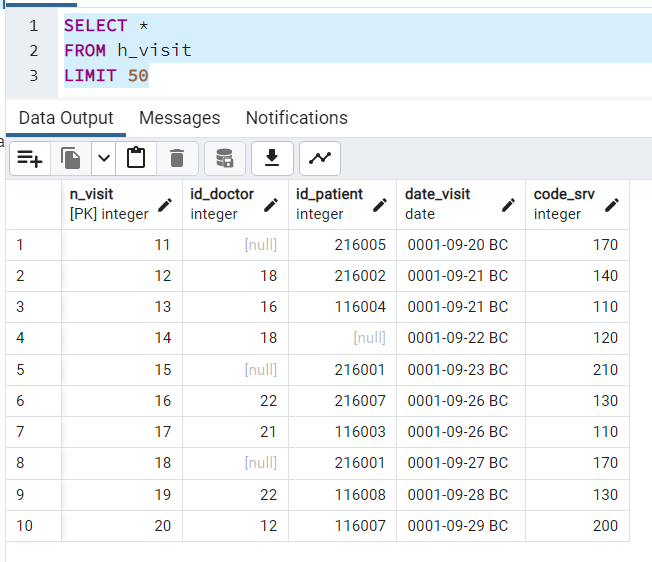 1 SELECT *
2 FROM h_visit
3 LIMIT 50
Data Output Messages Notifications
n_visit id_doctor id_patient date_visit code_srv
[PK] integer integer integer date integer
1 11 [null] 216005 0001-09-20 BC 170
2 12 18 216002 0001-09-21 BC 140
3 13 16 116004 0001-09-21 BC 110
4 14 18 [null] 0001-09-22 BC 120
5 15 [null] 216001 0001-09-23 BC 210
6 16 22 216007 0001-09-26 BC 130
7 17 21 116003 0001-09-26 BC 110
8 18 [null] 216001 0001-09-27 BC 170
9 19 22 116008 0001-09-28 BC 130
10 20 12 116007 0001-09-29 BC 200